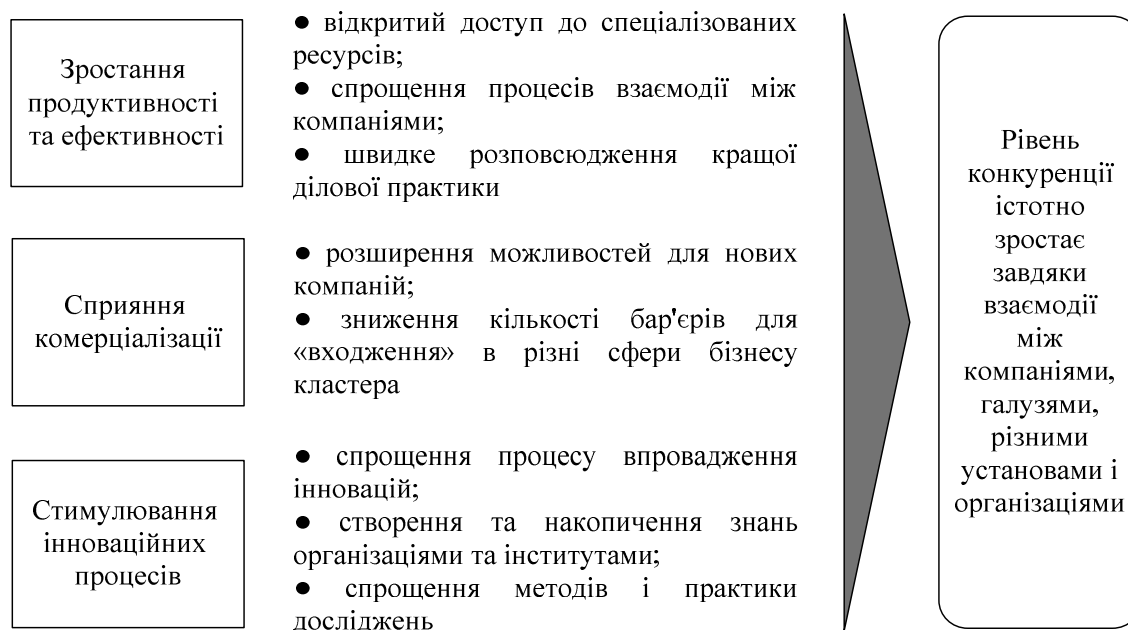 Зростання
продуктивності
та ефективності
● відкритий доступ до спеціалізованих
ресурсів;
● спрощення процесів взаємодії між
компаніями;
● швидке розповсюдження кращої
ділової практики
Сприяння
комерціалізації
● розширення можливостей для нових
компаній;
● зниження кількості бар'єрів для
«входження» в різні сфери бізнесу
кластера
Стимулювання
інноваційних
процесів
● спрощення процесу впровадження
інновацій;
● створення та накопичення знань
організаціями та інститутами;
● спрощення методів і практики
досліджень
Рівень
конкуренції
істотно
зростає
завдяки
взаємодії
між
компаніями,
галузями,
різними
установами і
організаціями